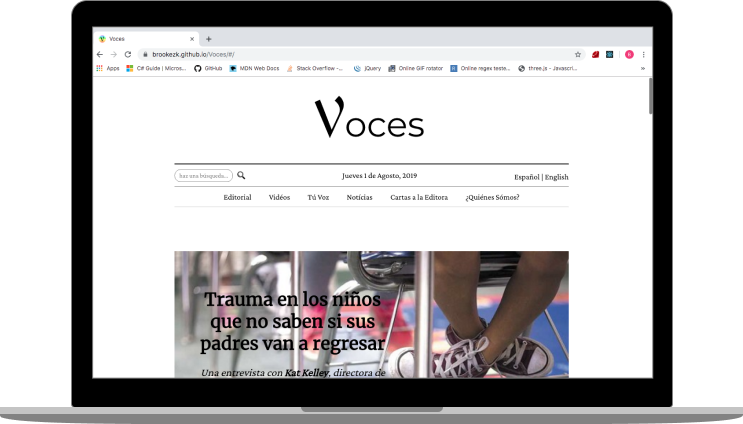 Voces
brookezk.github.io/Voces/#/
Apps C# Guide | Micros... GitHub MDN Web Docs Stack Overflow -... jQuery Online GIF rotator Online regex teste... three.js - Javascri... »
Voces
haz una búsqueda... Jueves 1 de Agosto, 2019 Español | English
Editorial Vidéos Tú Voz Notícias Cartas a la Editora ¿Quiénes Sómos?
Trauma en los niños
que no saben si sus
padres van a regresar
Una entrevista con Kat Kelley, directora de